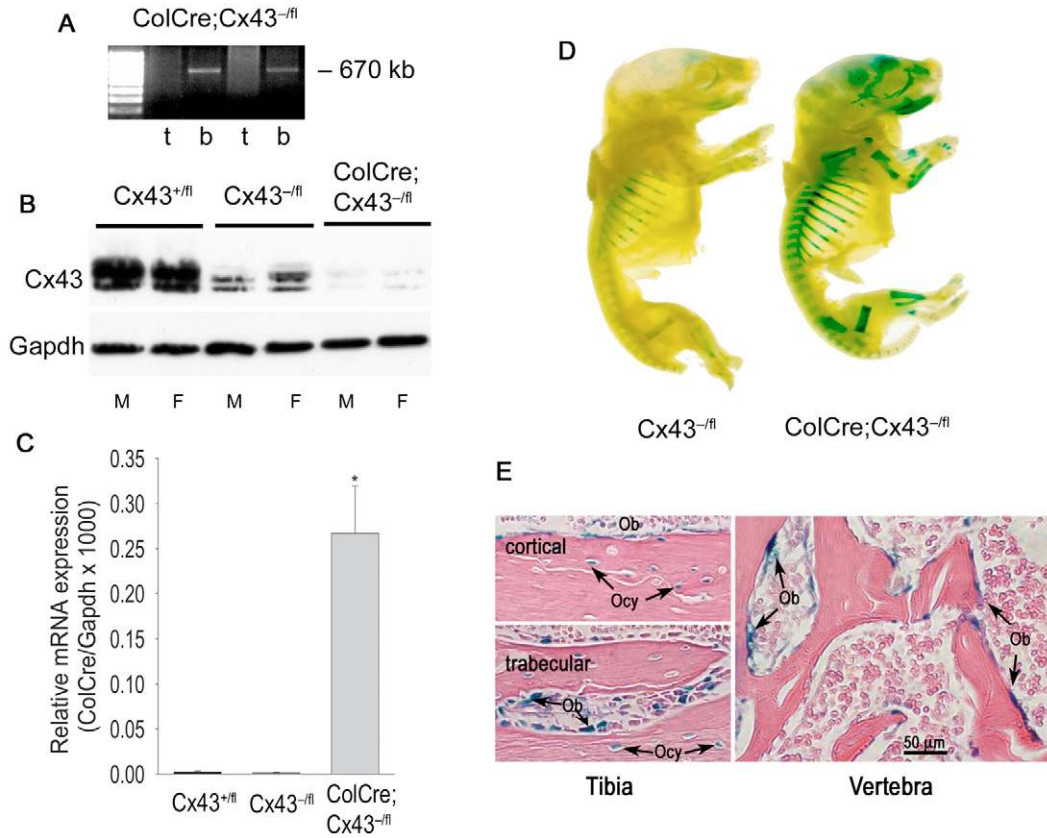 A
ColCre;Cx43–/fl
– 670 kb
t b t b
B
Cx43+/fl Cx43–/fl ColCre;
Cx43–/fl
Cx43
Gapdh
M F M F M F
C
Relative mRNA expression
(ColCre/Gapdh x 1000)
0.35
0.30
0.25
0.20
0.15
0.10
0.05
0.00
*
Cx43+/fl Cx43–/fl ColCre;
Cx43–/fl
D
Cx43–/fl ColCre;Cx43–/fl
E
Ob
cortical
Ocy
trabecular
Ob
Ocy
Ob
Ob
50 µm
Tibia Vertebra